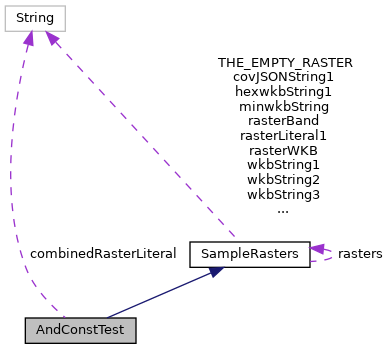 String
THE_EMPTY_RASTER
covJSONString1
hexwkbString1
minwkbString
rasterBand
rasterLiteral1
rasterWKB
wkbString1
wkbString2
wkbString3
...
combinedRasterLiteral
SampleRasters
rasters
AndConstTest